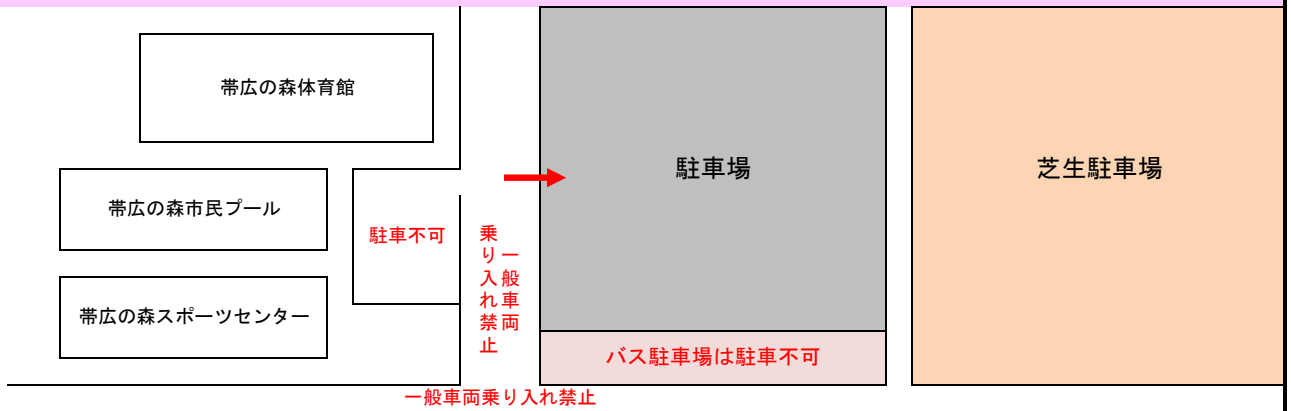 帯広の森体育館
駐車場
芝生駐車場
帯広の森市民プール
駐車不可
一般車両
乗り入れ禁止
帯広の森スポーツセンター
バス駐車場は駐車不可
一般車両乗り入れ禁止